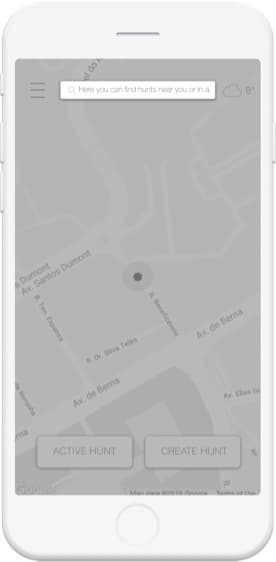 Here you can find hunts near you or in a
8°
Dumont
Av. Santos Dumont
R. Dr. Silva Teles
Av. de Berna
Av. de Berna
Av. Elias G
ACTIVE HUNT
CREATE HUNT
Google
Map data ©2018 Google
Terms of Use